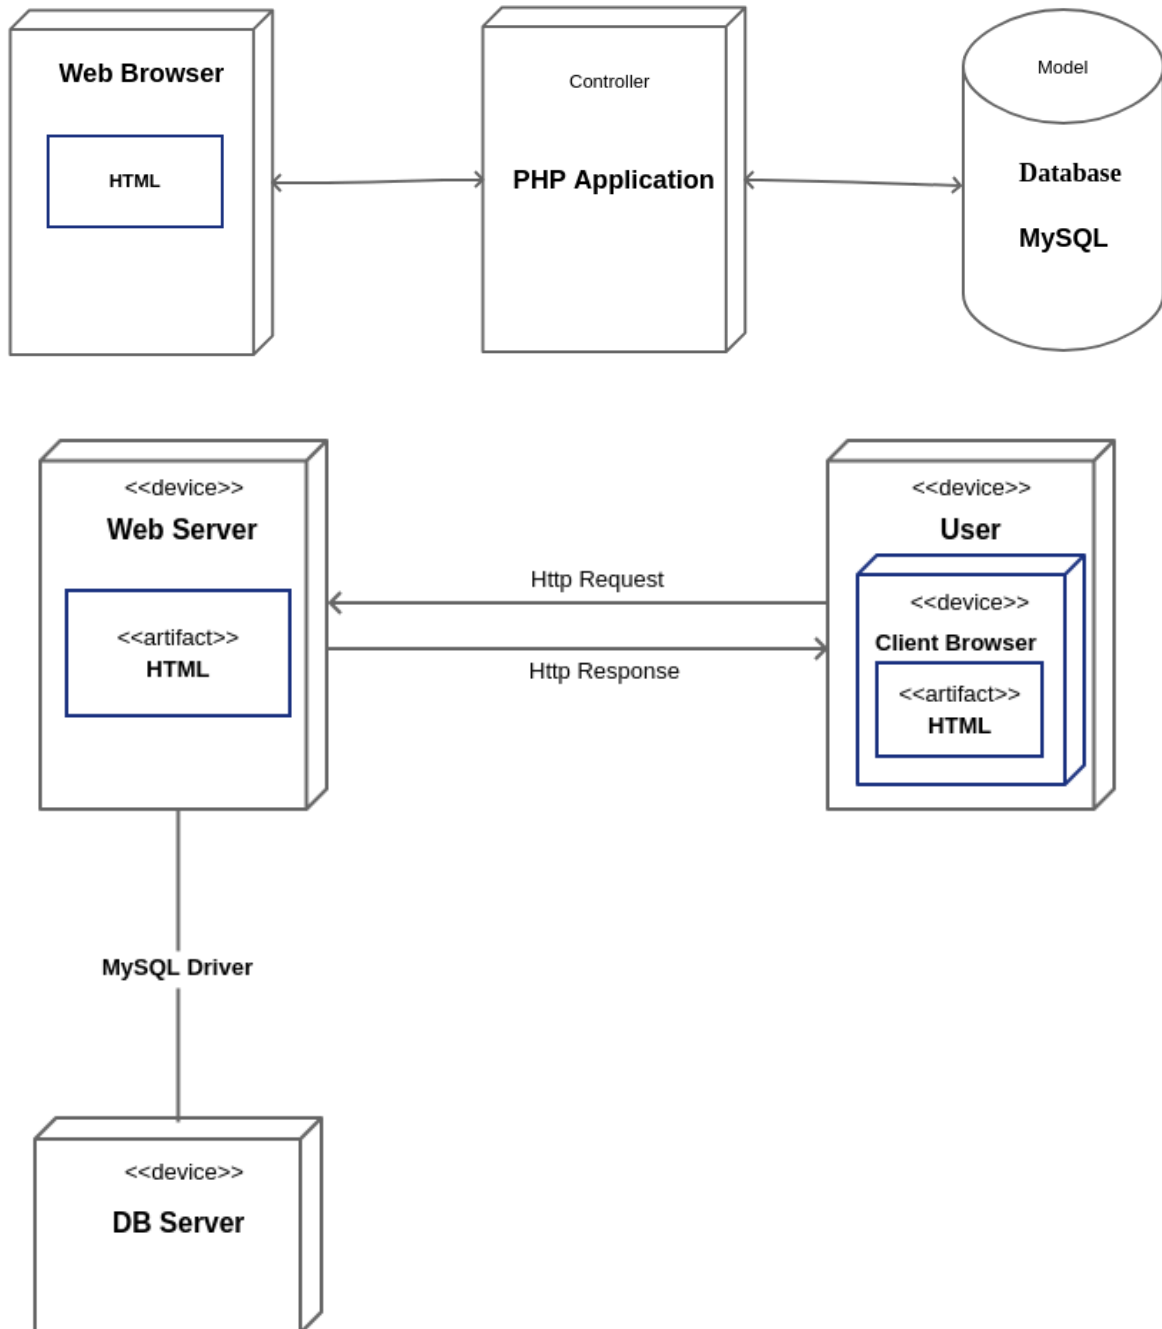 Web Browser
HTML
Controller
PHP Application
Model
Database
MySQL
<<device>>
Web Server
<<artifact>>
HTML
Http Request
Http Response
<<device>>
User
<<device>>
Client Browser
<<artifact>>
HTML
MySQL Driver
<<device>>
DB Server